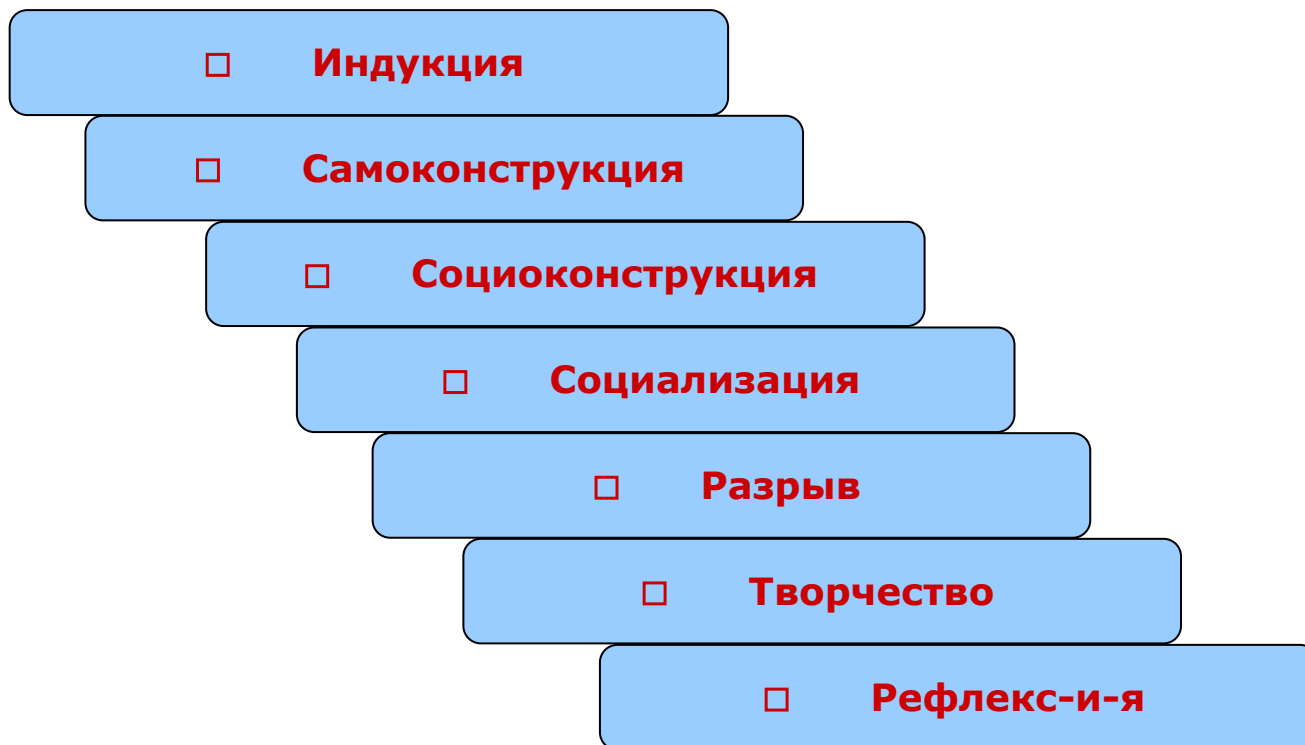 □ Индукция
□ Самоконструкция
□ Социоконструкция
□ Социализация
□ Разрыв
□ Творчество
□ Рефлекс-и-я